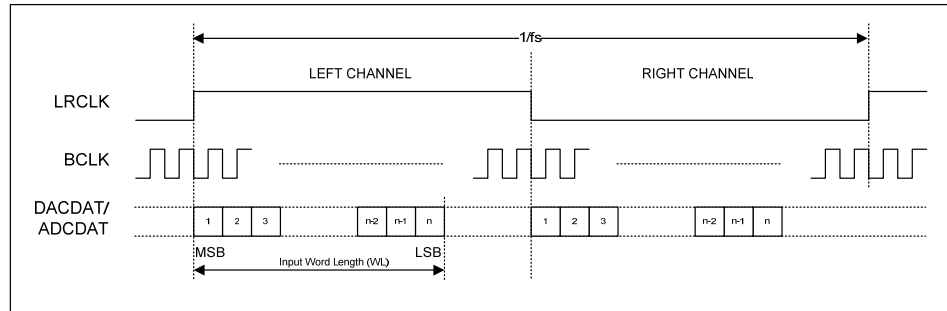 1/fs
LEFT CHANNEL RIGHT CHANNEL
LRCLK
BCLK
DACDAT/
ADCDAT
1 2 3 n-2 n-1 n 1 2 3 n-2 n-1 n
MSB LSB
Input Word Length (WL)